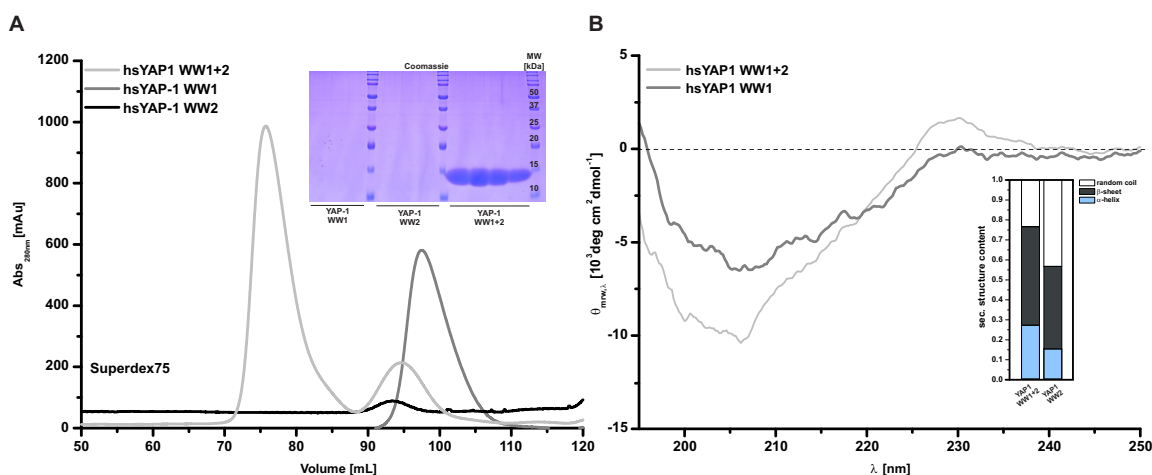 A
hsYAP1 WW1+2
hsYAP-1 WW1
hsYAP-1 WW2
Coomassie
MW
[kDa]
50
37
25
20
15
10
YAP-1
WW1
YAP-1
WW2
YAP-1
WW1+2
Superdex75
Abs280nm [mAu]
1200
1000
800
600
400
200
0
50
60
70
80
90
100
110
120
Volume [mL]
B
hsYAP1 WW1+2
hsYAP1 WW1
θmrw,λ [10³deg cm² dmol⁻¹]
5
0
-5
-10
-15
200
210
220
230
240
250
λ [nm]
random coil
β-sheet
α-helix
sec. structure content
1.0
0.9
0.8
0.7
0.6
0.5
0.4
0.3
0.2
0.1
0.0
YAP1
WW1+2
YAP1
WW2